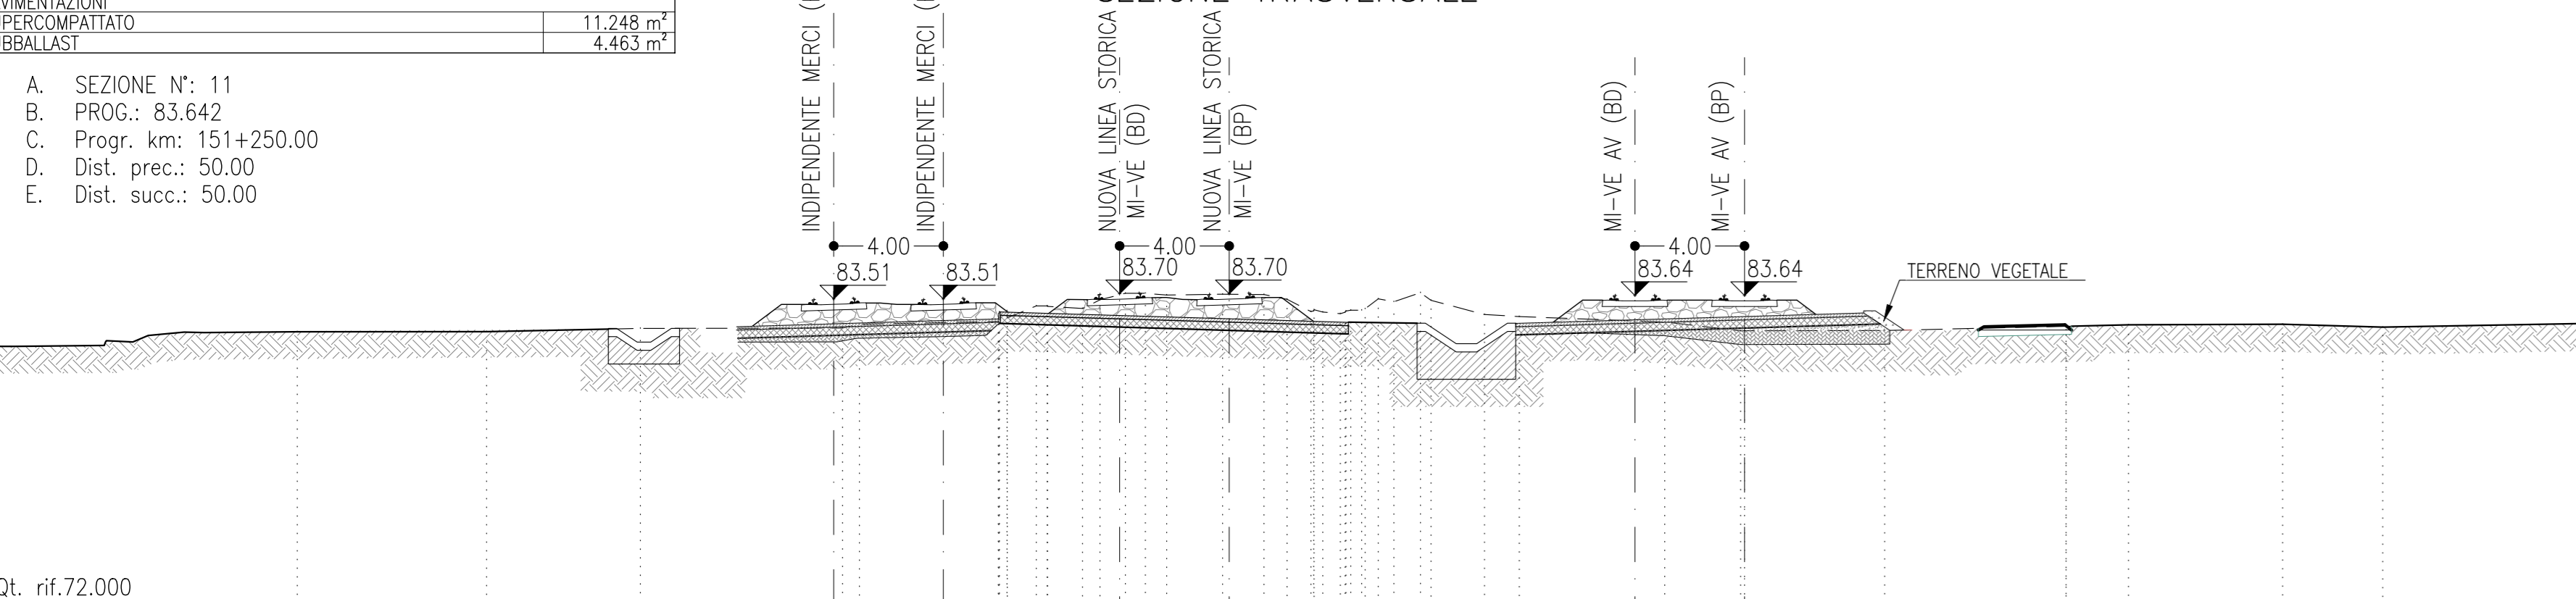 11.248 m²
4.463 m²
A. SEZIONE N°: 11
B. PROG.: 83.642
C. Progr. km: 151+250.00
D. Dist. prec.: 50.00
E. Dist. succ.: 50.00
INDIPENDENTE MERCI
INDIPENDENTE MERCI
NUOVA LINEA STORICA
MI-VE (BD)
NUOVA LINEA STORICA
MI-VE (BP)
MI-VE AV (BD)
MI-VE AV (BP)
4.00
4.00
4.00
83.51
83.51
83.70
83.70
83.64
83.64
TERRENO VEGETALE
Qt. rif.72.000